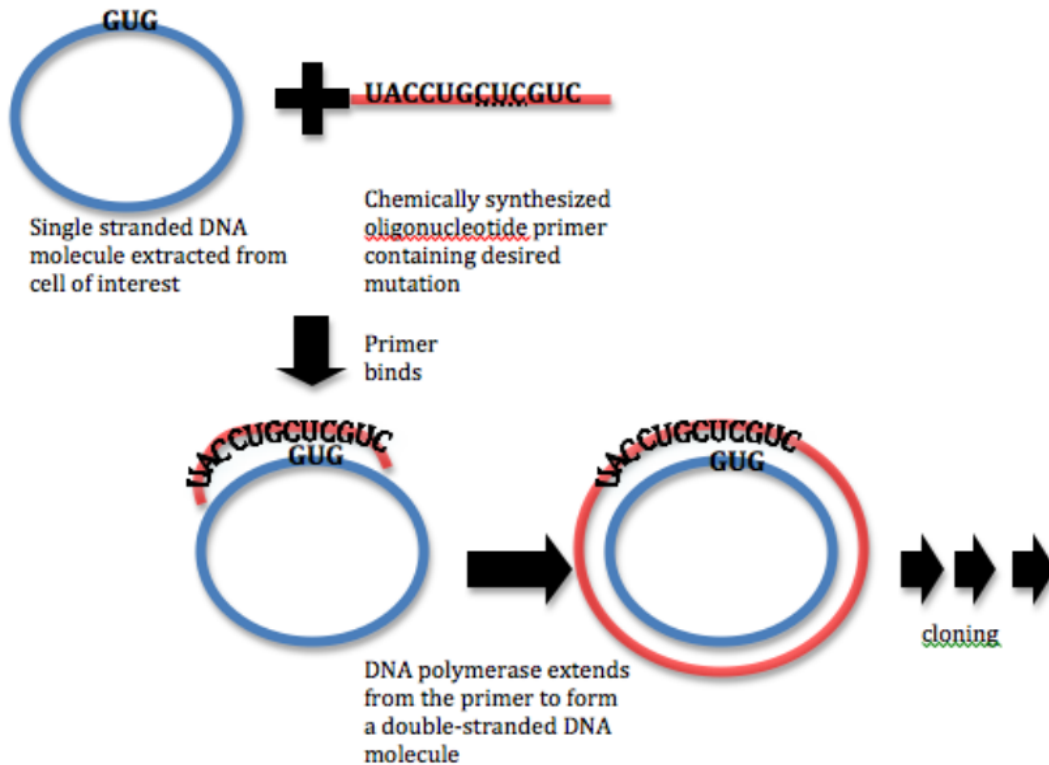 GUG
UACCUGCUCGUC
Single stranded DNA
molecule extracted from
cell of interest
Chemically synthesized
oligonucleotide primer
containing desired
mutation
Primer
binds
UACCUGCUCGUC
GUG
UACCUGCUCGUC
GUG
DNA polymerase extends
from the primer to form
a double-stranded DNA
molecule
cloning